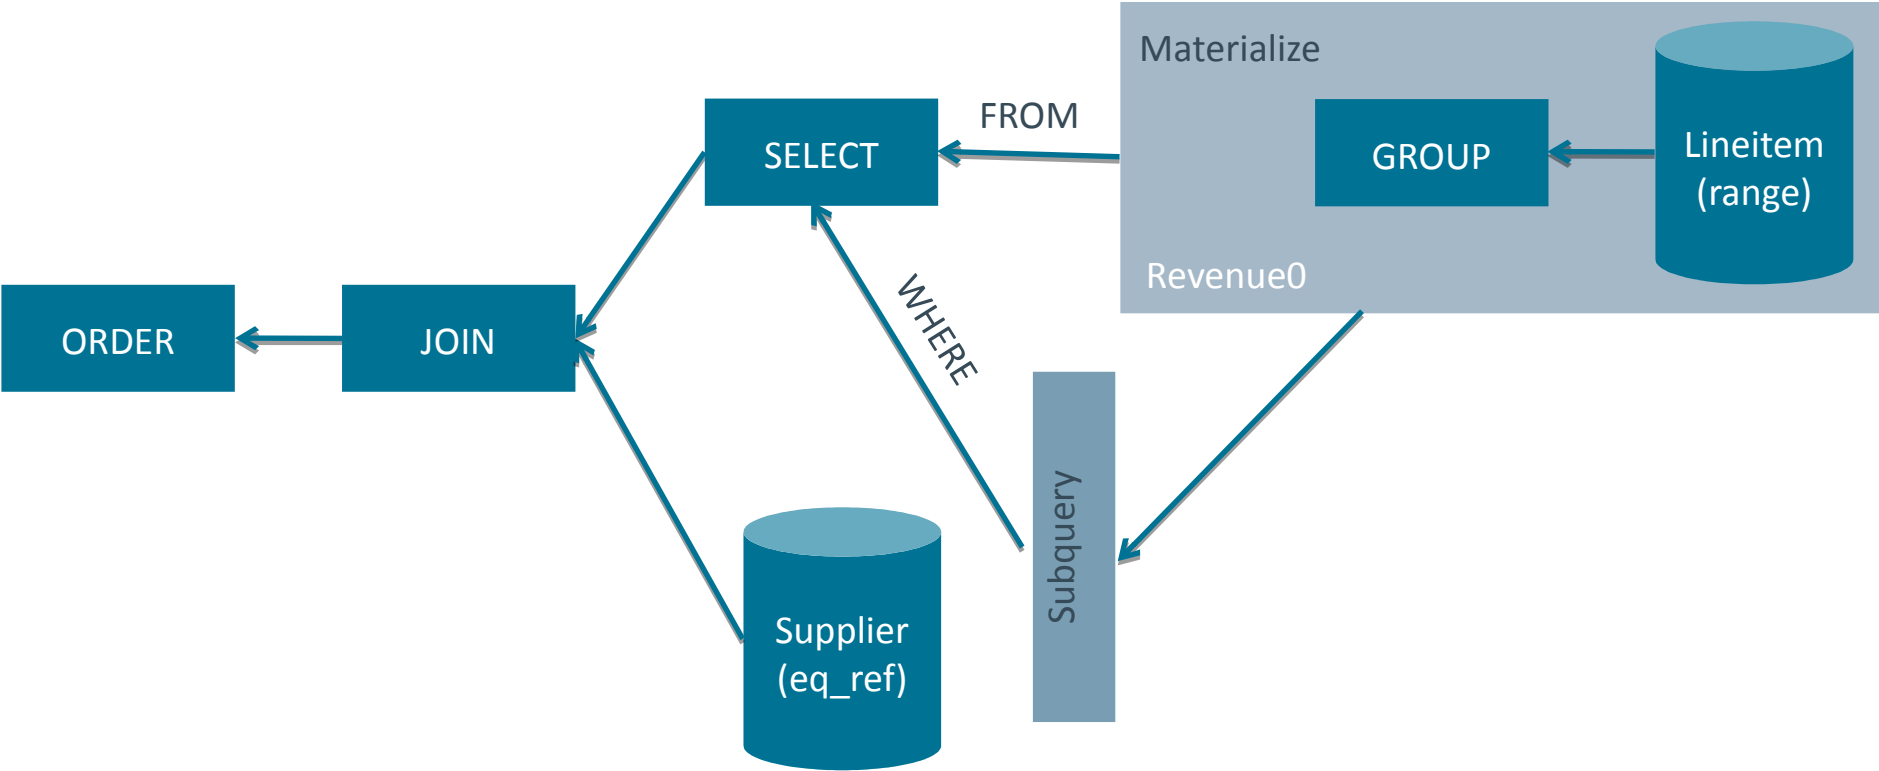 Materialize
FROM
SELECT
GROUP
Lineitem
(range)
Revenue0
WHERE
ORDER
JOIN
Subquery
Supplier
(eq_ref)